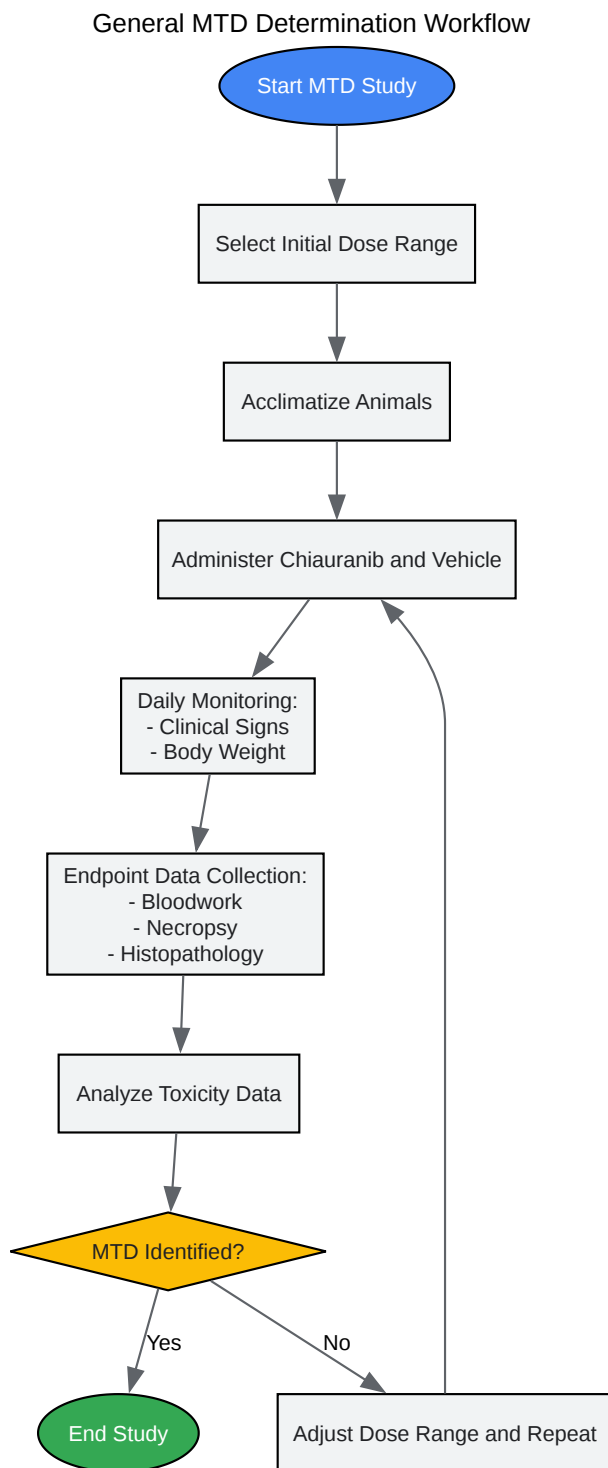 General MTD Determination Workflow
Start MTD Study
Select Initial Dose Range
Acclimatize Animals
Administer Chiauranib and Vehicle
Daily Monitoring:
- Clinical Signs
- Body Weight
Endpoint Data Collection:
- Bloodwork
- Necropsy
- Histopathology
Analyze Toxicity Data
MTD Identified?
Yes
No
End Study
Adjust Dose Range and Repeat